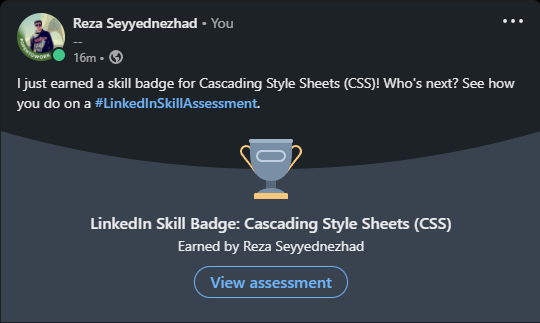 Reza Seyyednezhad • You
--
16m •
I just earned a skill badge for Cascading Style Sheets (CSS)! Who's next? See how
you do on a #LinkedInSkillAssessment.
LinkedIn Skill Badge: Cascading Style Sheets (CSS)
Earned by Reza Seyyednezhad
View assessment